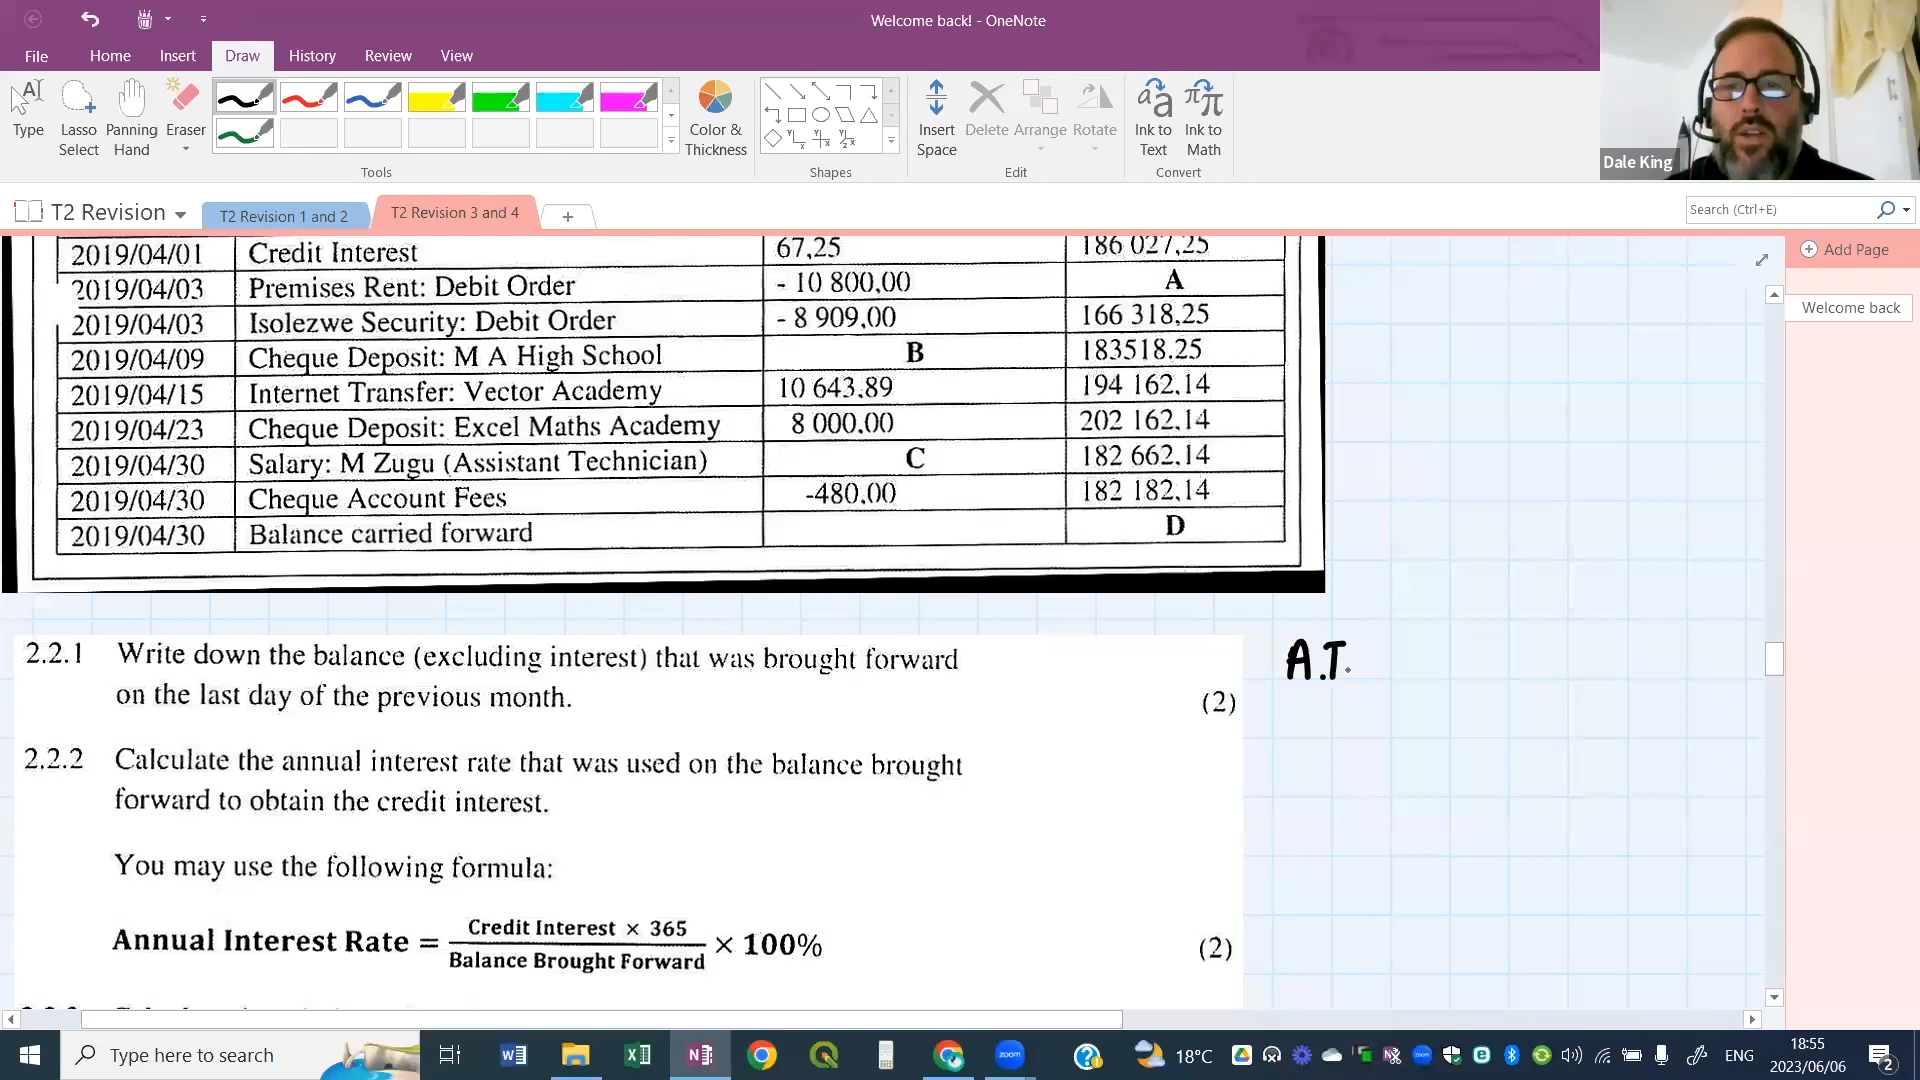 Welcome back! - OneNote
File
Home
Insert
Draw
History
Review
View
Type
Lasso Select
Panning Hand
Eraser
Color & Thickness
Insert Space
Delete
Arrange
Rotate
Ink to Text
Ink to Math
Tools
Shapes
Edit
Convert
Dale King
T2 Revision
T2 Revision 1 and 2
T2 Revision 3 and 4
Search (Ctrl+E)
Add Page
Welcome back
2019/04/01 Credit Interest 67,25 186 027,25
2019/04/03 Premises Rent: Debit Order - 10 800,00 A
2019/04/03 Isolezwe Security: Debit Order - 8 909,00 166 318,25
2019/04/09 Cheque Deposit: M A High School B 183518.25
2019/04/15 Internet Transfer: Vector Academy 10 643.89 194 162,14
2019/04/23 Cheque Deposit: Excel Maths Academy 8 000,00 202 162,14
2019/04/30 Salary: M Zugu (Assistant Technician) C 182 662,14
2019/04/30 Cheque Account Fees -480,00 182 182,14
2019/04/30 Balance carried forward D
2.2.1 Write down the balance (excluding interest) that was brought forward
on the last day of the previous month. (2)
A.T.
2.2.2 Calculate the annual interest rate that was used on the balance brought
forward to obtain the credit interest.
You may use the following formula:
Annual Interest Rate = Credit Interest × 365 / Balance Brought Forward × 100% (2)
Type here to search
18°C
ENG
18:55
2023/06/06
2